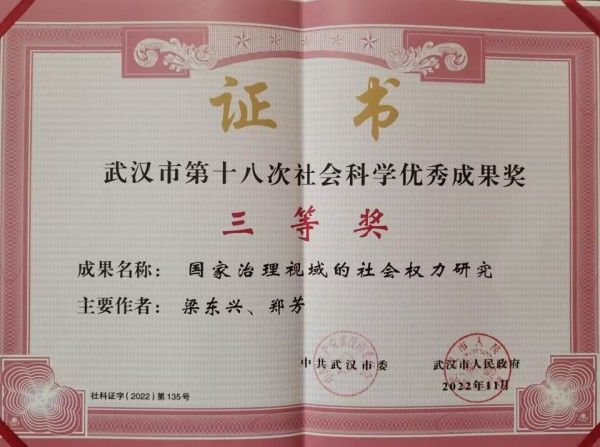 证书
武汉市第十八次社会科学优秀成果奖
三等奖
成果名称： 国家治理视域的社会权力研究
主要作者： 梁东兴、郑芳
中共武汉市委 武汉市人民政府
2022年11月
社科证字（2022）第135号